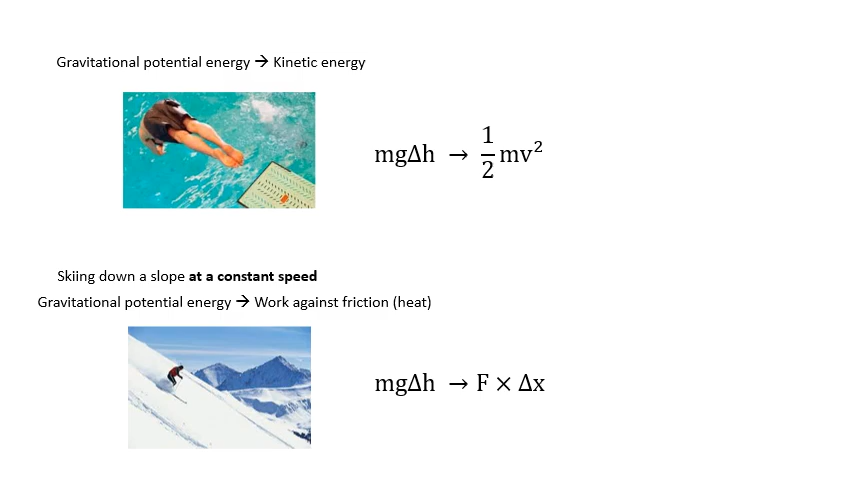 Gravitational potential energy → Kinetic energy
mgΔh → 1/2 mv²
Skiing down a slope at a constant speed
Gravitational potential energy → Work against friction (heat)
mgΔh → F × Δx